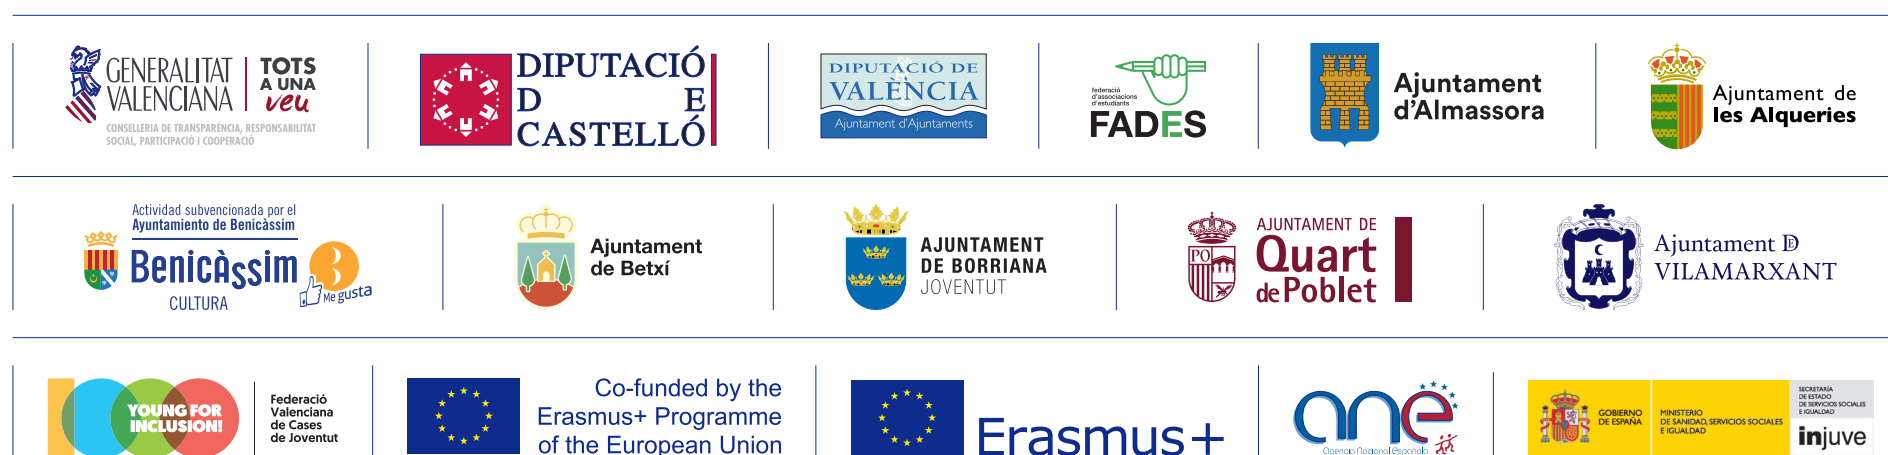 GENERALITAT
VALENCIANA
TOTS
A UNA
veu
CONSELLERIA DE TRANSPARÈNCIA, RESPONSABILITAT
SOCIAL, PARTICIPACIÓ I COOPERACIÓ
DIPUTACIÓ
D E
CASTELLÓ
DIPUTACIÓ DE
VALÈNCIA
Ajuntament d'Ajuntaments
federació
d'associacions
d'estudiants
FADES
Ajuntament
d'Almassora
Ajuntament de
les Alqueries
Actividad subvencionada por el
Ayuntamiento de Benicàssim
Benicàssim
CULTURA
Me gusta
Ajuntament
de Betxí
AJUNTAMENT
DE BORRIANA
JOVENTUT
PO
AJUNTAMENT DE
Quart
de Poblet
Ajuntament DE
VILAMARXANT
YOUNG FOR
INCLUSION!
Federació
Valenciana
de Cases
de Joventut
Co-funded by the
Erasmus+ Programme
of the European Union
Erasmus+
ane
Agencia Nacional Española
GOBIERNO
DE ESPAÑA
MINISTERIO
DE SANIDAD, SERVICIOS SOCIALES
E IGUALDAD
SECRETARÍA
DE ESTADO
DE SERVICIOS SOCIALES
E IGUALDAD
injuve